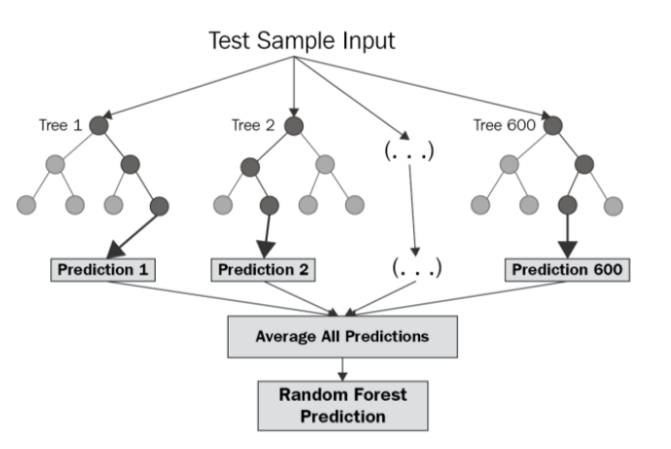 Test Sample Input
Tree 1
Tree 2
Tree 600
(. . .)
Prediction 1
Prediction 2
(. . .)
Prediction 600
Average All Predictions
Random Forest
Prediction